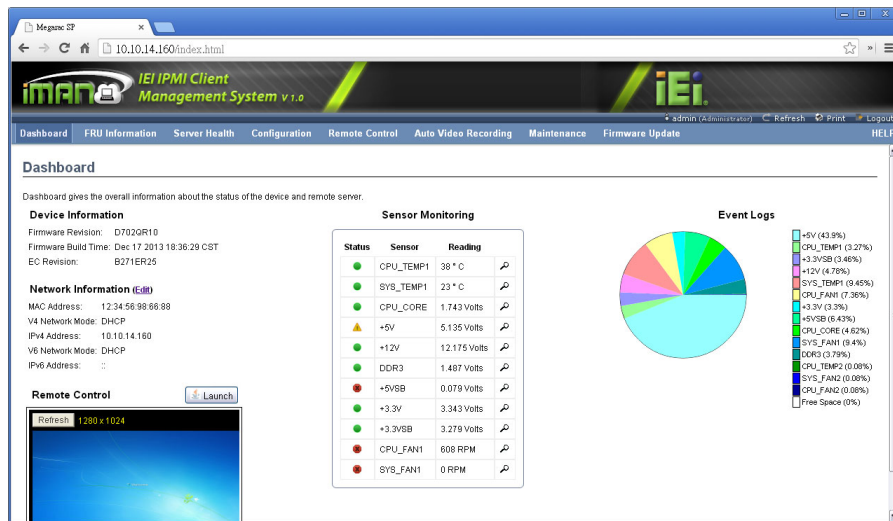 Megarac SP
10.10.14.160/index.html
iMAN
IEI IPMI Client
Management System V 1.0
iEi
admin (Administrator) Refresh Print Logout
Dashboard FRU Information Server Health Configuration Remote Control Auto Video Recording Maintenance Firmware Update HELP
Dashboard
Dashboard gives the overall information about the status of the device and remote server.
Device Information
Firmware Revision: D702QR10
Firmware Build Time: Dec 17 2013 18:36:29 CST
EC Revision: B271ER25
Network Information (Edit)
MAC Address: 12:34:56:98:66:88
V4 Network Mode: DHCP
IPv4 Address: 10.10.14.160
V6 Network Mode: DHCP
IPv6 Address: ::
Remote Control Launch
Refresh 1280 x 1024
Sensor Monitoring
Status Sensor Reading
CPU_TEMP1 38 ° C
SYS_TEMP1 23 ° C
CPU_CORE 1.743 Volts
+5V 5.135 Volts
+12V 12.175 Volts
DDR3 1.487 Volts
+5VSB 0.079 Volts
+3.3V 3.343 Volts
+3.3VSB 3.279 Volts
CPU_FAN1 608 RPM
SYS_FAN1 0 RPM
Event Logs
+5V (43.9%)
CPU_TEMP1 (3.27%)
+3.3VSB (3.46%)
+12V (4.78%)
SYS_TEMP1 (9.45%)
CPU_FAN1 (7.36%)
+3.3V (3.3%)
+5VSB (6.43%)
CPU_CORE (4.62%)
SYS_FAN1 (9.4%)
DDR3 (3.79%)
CPU_TEMP2 (0.08%)
SYS_FAN2 (0.08%)
CPU_FAN2 (0.08%)
Free Space (0%)